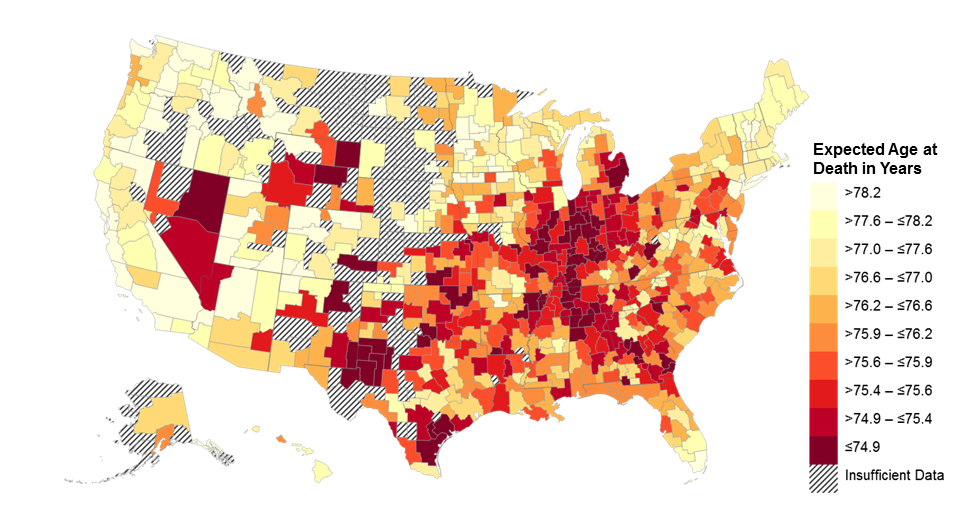 Expected Age at
Death in Years
>78.2
>77.6 – ≤78.2
>77.0 – ≤77.6
>76.6 – ≤77.0
>76.2 – ≤76.6
>75.9 – ≤76.2
>75.6 – ≤75.9
>75.4 – ≤75.6
>74.9 – ≤75.4
≤74.9
Insufficient Data